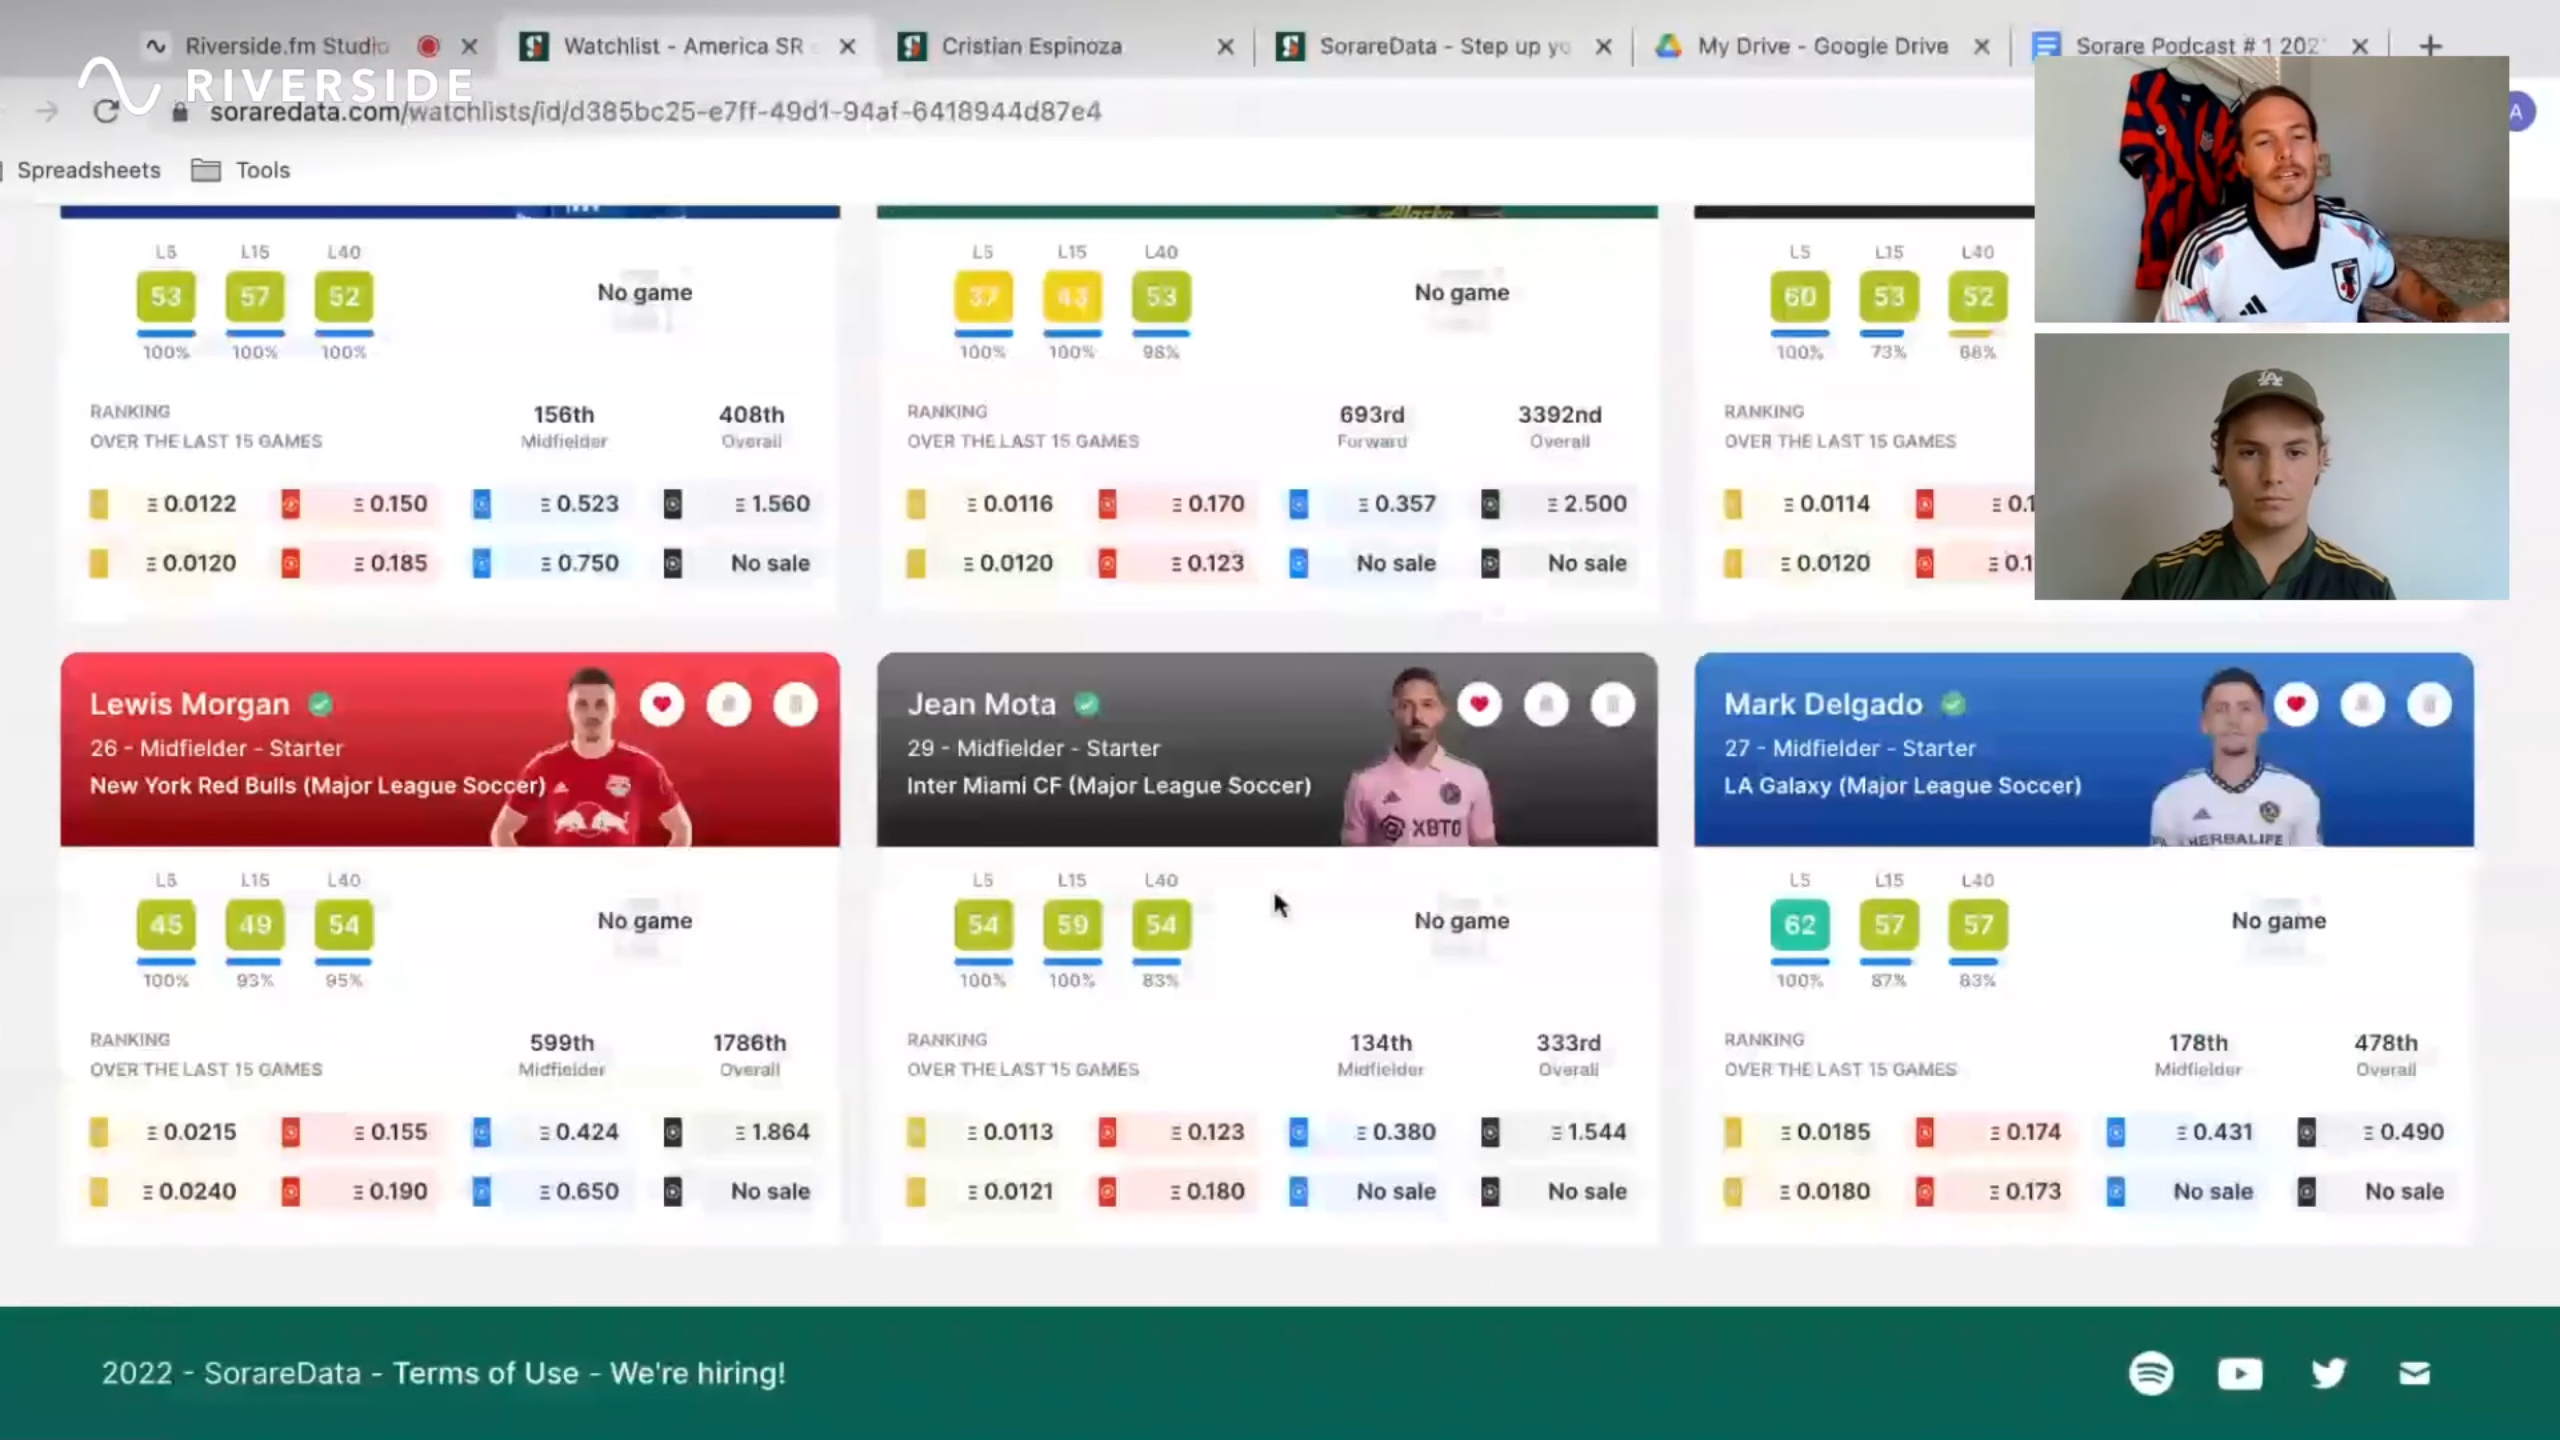 Riverside.fm Studio
Watchlist - America SR
Cristian Espinoza
SorareData - Step up yo
My Drive - Google Drive
Sorare Podcast # 1 202
RIVERSIDE
soraredata.com/watchlists/id/d385bc25-e7ff-49d1-94af-6418944d87e4
A
Spreadsheets
Tools
L5 L15 L40
53 57 52
No game
100% 100% 100%
RANKING
OVER THE LAST 15 GAMES
156th
Midfielder
408th
Overall
Ξ 0.0122 Ξ 0.150 Ξ 0.523 Ξ 1.560
Ξ 0.0120 Ξ 0.185 Ξ 0.750 No sale
Alaska
L5 L15 L40
37 43 53
No game
100% 100% 98%
RANKING
OVER THE LAST 15 GAMES
693rd
Forward
3392nd
Overall
Ξ 0.0116 Ξ 0.170 Ξ 0.357 Ξ 2.500
Ξ 0.0120 Ξ 0.123 No sale No sale
L5 L15 L40
60 53 52
100% 73% 68%
RANKING
OVER THE LAST 15 GAMES
Ξ 0.0114 Ξ 0.1
Ξ 0.0120 Ξ 0.1
LA
Lewis Morgan
26 - Midfielder - Starter
New York Red Bulls (Major League Soccer)
L5 L15 L40
45 49 54
No game
100% 93% 95%
RANKING
OVER THE LAST 15 GAMES
599th
Midfielder
1786th
Overall
Ξ 0.0215 Ξ 0.155 Ξ 0.424 Ξ 1.864
Ξ 0.0240 Ξ 0.190 Ξ 0.650 No sale
Jean Mota
29 - Midfielder - Starter
Inter Miami CF (Major League Soccer)
XBTO
L5 L15 L40
54 59 54
No game
100% 100% 83%
RANKING
OVER THE LAST 15 GAMES
134th
Midfielder
333rd
Overall
Ξ 0.0113 Ξ 0.123 Ξ 0.380 Ξ 1.544
Ξ 0.0121 Ξ 0.180 No sale No sale
Mark Delgado
27 - Midfielder - Starter
LA Galaxy (Major League Soccer)
HERBALIFE
L5 L15 L40
62 57 57
No game
100% 87% 83%
RANKING
OVER THE LAST 15 GAMES
178th
Midfielder
478th
Overall
Ξ 0.0185 Ξ 0.174 Ξ 0.431 Ξ 0.490
Ξ 0.0180 Ξ 0.173 No sale No sale
2022 - SorareData - Terms of Use - We're hiring!